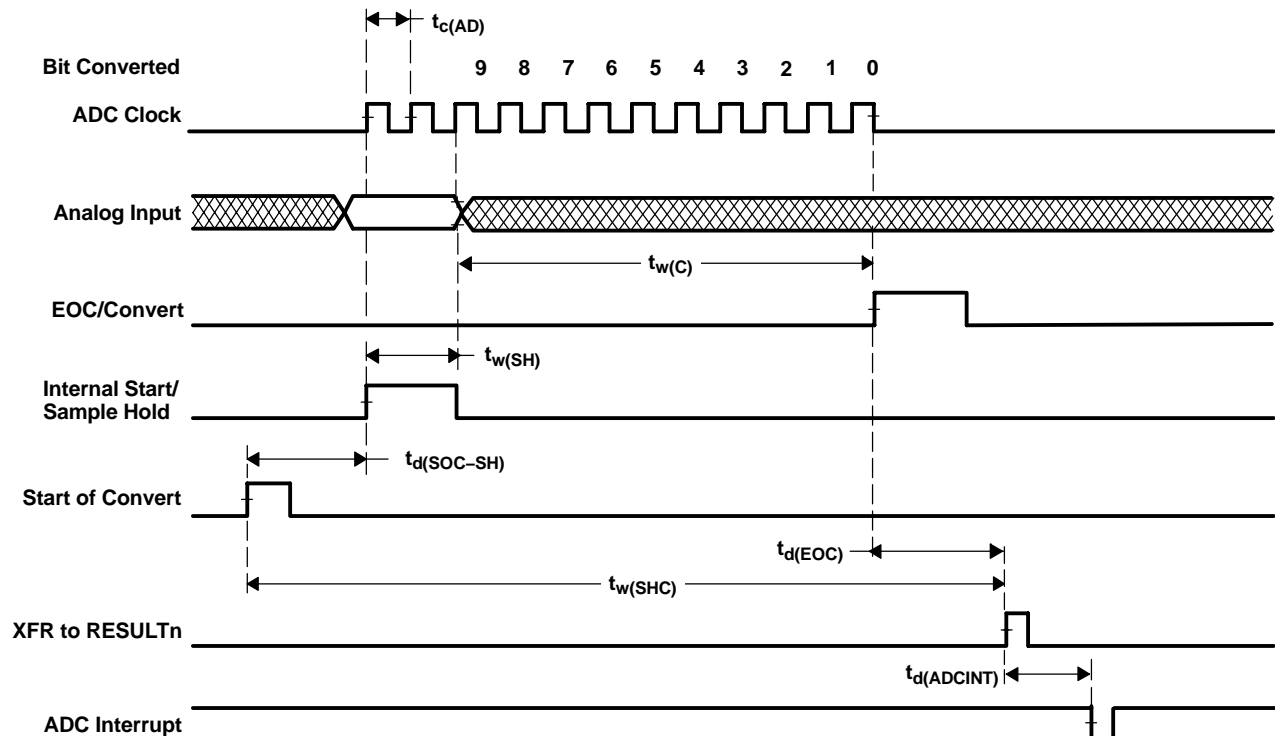 tc(AD)
Bit Converted 9 8 7 6 5 4 3 2 1 0
ADC Clock
Analog Input
tw(C)
EOC/Convert
tw(SH)
Internal Start/
Sample Hold
td(SOC–SH)
Start of Convert
td(EOC)
tw(SHC)
XFR to RESULTn
td(ADCINT)
ADC Interrupt